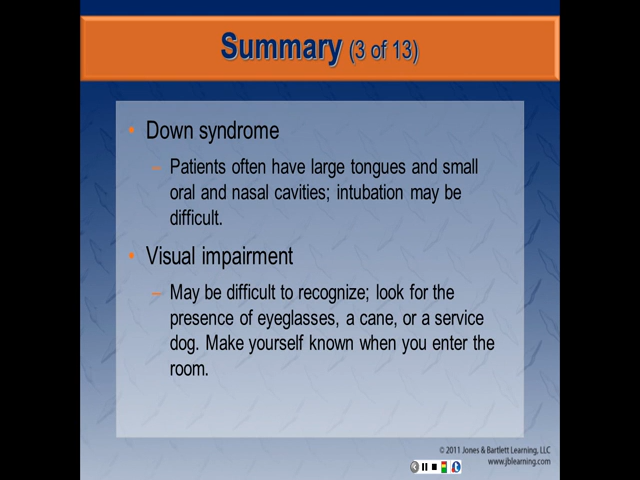 Summary (3 of 13)
• Down syndrome
– Patients often have large tongues and small
oral and nasal cavities; intubation may be
difficult.
• Visual impairment
– May be difficult to recognize; look for the
presence of eyeglasses, a cane, or a service
dog. Make yourself known when you enter the
room.
© 2011 Jones & Bartlett Learning, LLC
www.jblearning.com